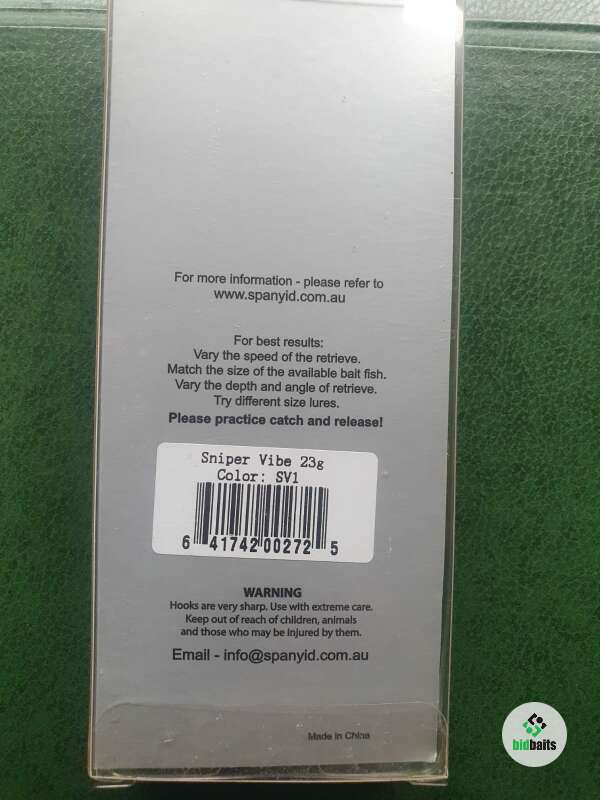 For more information - please refer to
www.spanyid.com.au
For best results:
Vary the speed of the retrieve.
Match the size of the available bait fish.
Vary the depth and angle of retrieve.
Try different size lures.
Please practice catch and release!
Sniper Vibe 23g
Color: SV1
6 41742 00272 5
WARNING
Hooks are very sharp. Use with extreme care.
Keep out of reach of children, animals
and those who may be injured by them.
Email - info@spanyid.com.au
Made in China
bidbaits